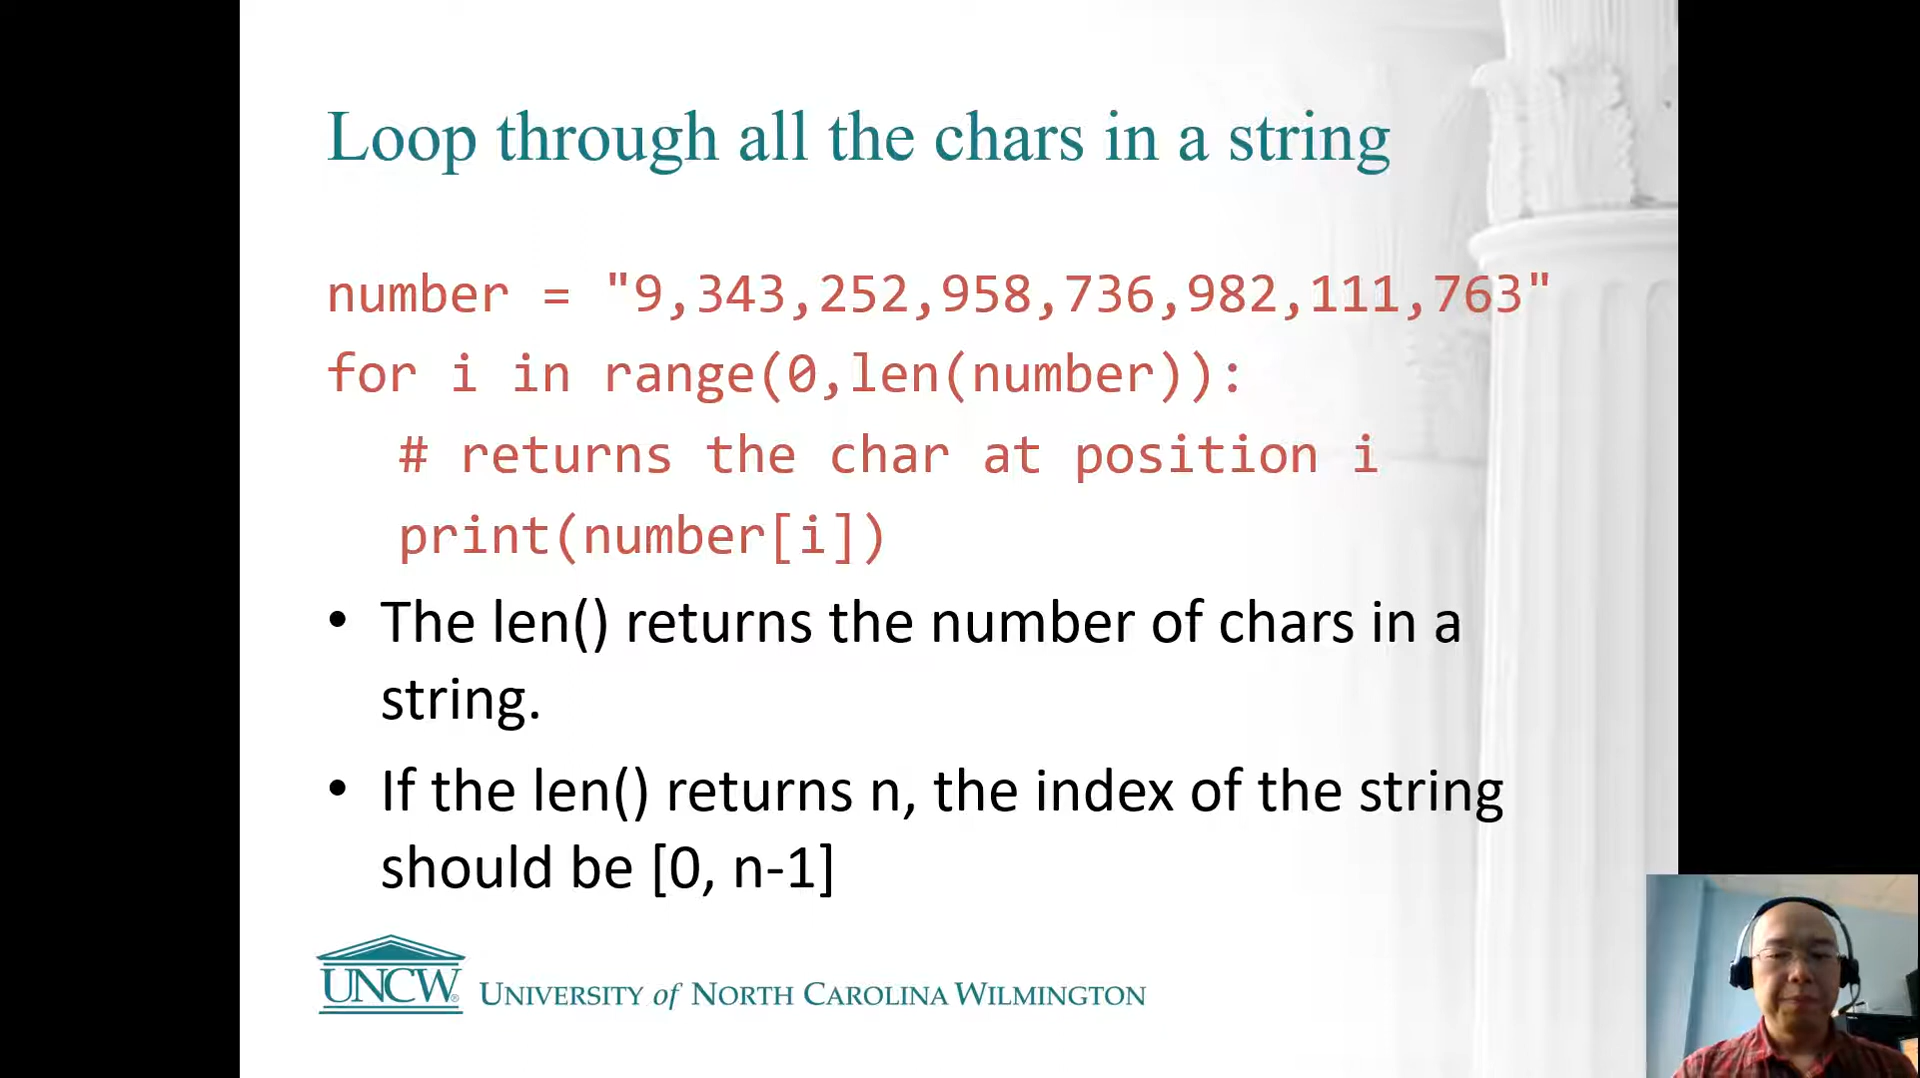 Loop through all the chars in a string
number = "9,343,252,958,736,982,111,763"
for i in range(0,len(number)):
# returns the char at position i
print(number[i])
• The len() returns the number of chars in a
string.
• If the len() returns n, the index of the string
should be [0, n-1]
UNCW® UNIVERSITY of NORTH CAROLINA WILMINGTON